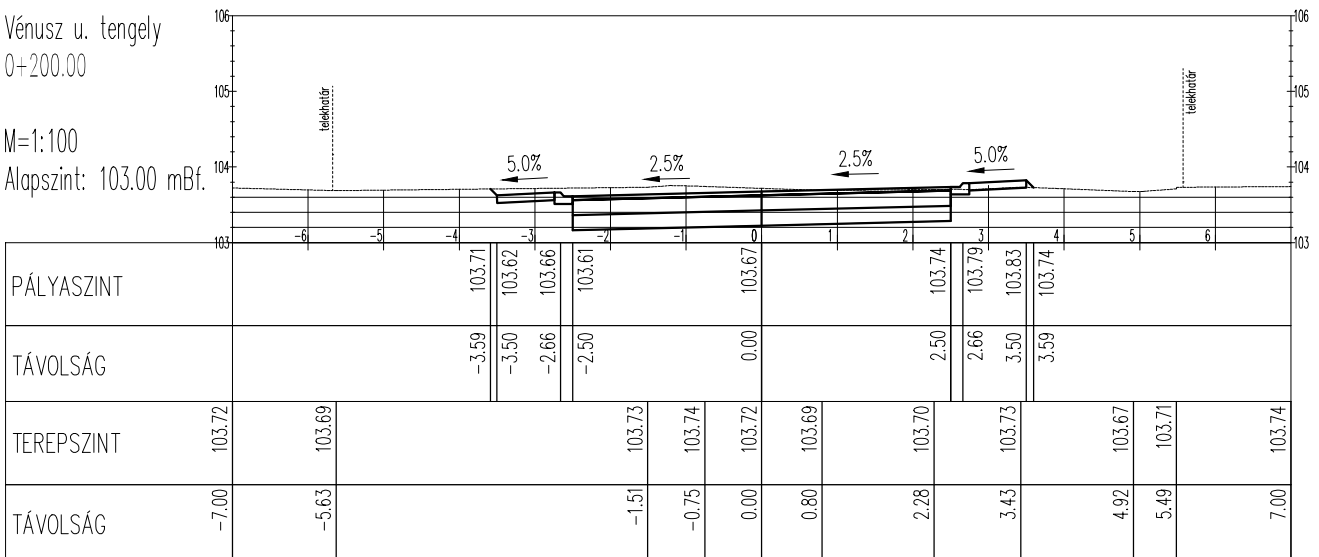 Vénusz u. tengely
0+200.00
M=1:100
Alapszint: 103.00 mBf.
106
105
104
103
106
105
104
103
telekhatár
telekhatár
5.0%
2.5%
2.5%
5.0%
-6 -5 -4 -3 -2 -1 0 1 2 3 4 5 6
PÁLYASZINT 103.71 103.62 103.66 103.61 103.67 103.74 103.79 103.83 103.74
TÁVOLSÁG -3.59 -3.50 -2.66 -2.50 0.00 2.50 2.66 3.50 3.59
TEREPSZINT 103.72 103.69 103.73 103.74 103.72 103.69 103.70 103.73 103.67 103.71 103.74
TÁVOLSÁG -7.00 -5.63 -1.51 -0.75 0.00 0.80 2.28 3.43 4.92 5.49 7.00